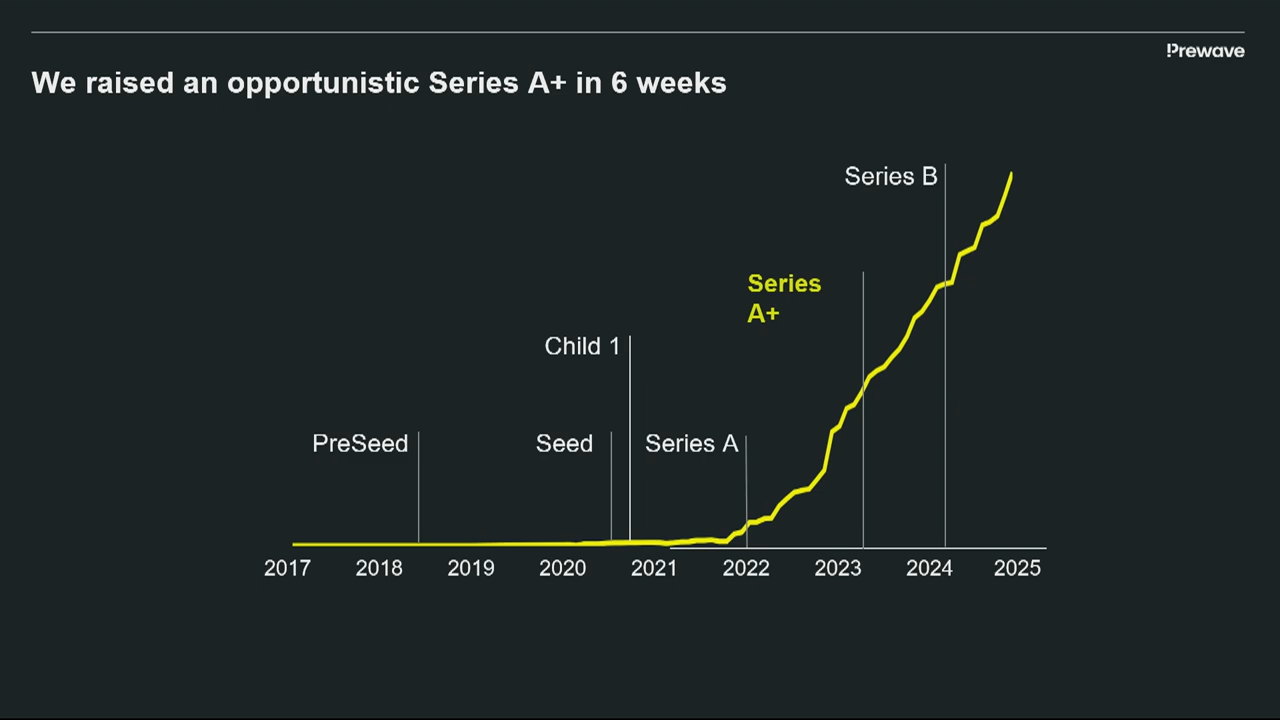 Prewave
We raised an opportunistic Series A+ in 6 weeks
Series B
Series
A+
Child 1
PreSeed
Seed
Series A
2017
2018
2019
2020
2021
2022
2023
2024
2025